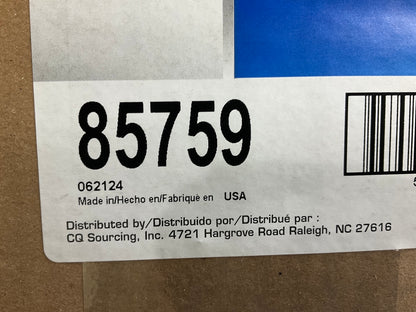 85759
062124
Made in/Hecho en/Fabriqué en USA
Distributed by/Distribuido por/Distribué par :
CQ Sourcing, Inc. 4721 Hargrove Road Raleigh, NC 27616